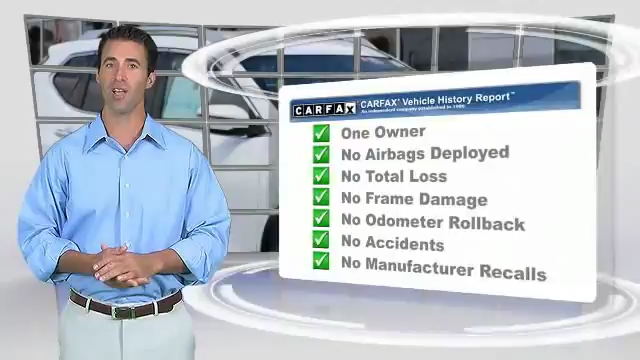 CARFAX
CARFAX® Vehicle History Report™
An independent company established in 1986
One Owner
No Airbags Deployed
No Total Loss
No Frame Damage
No Odometer Rollback
No Accidents
No Manufacturer Recalls